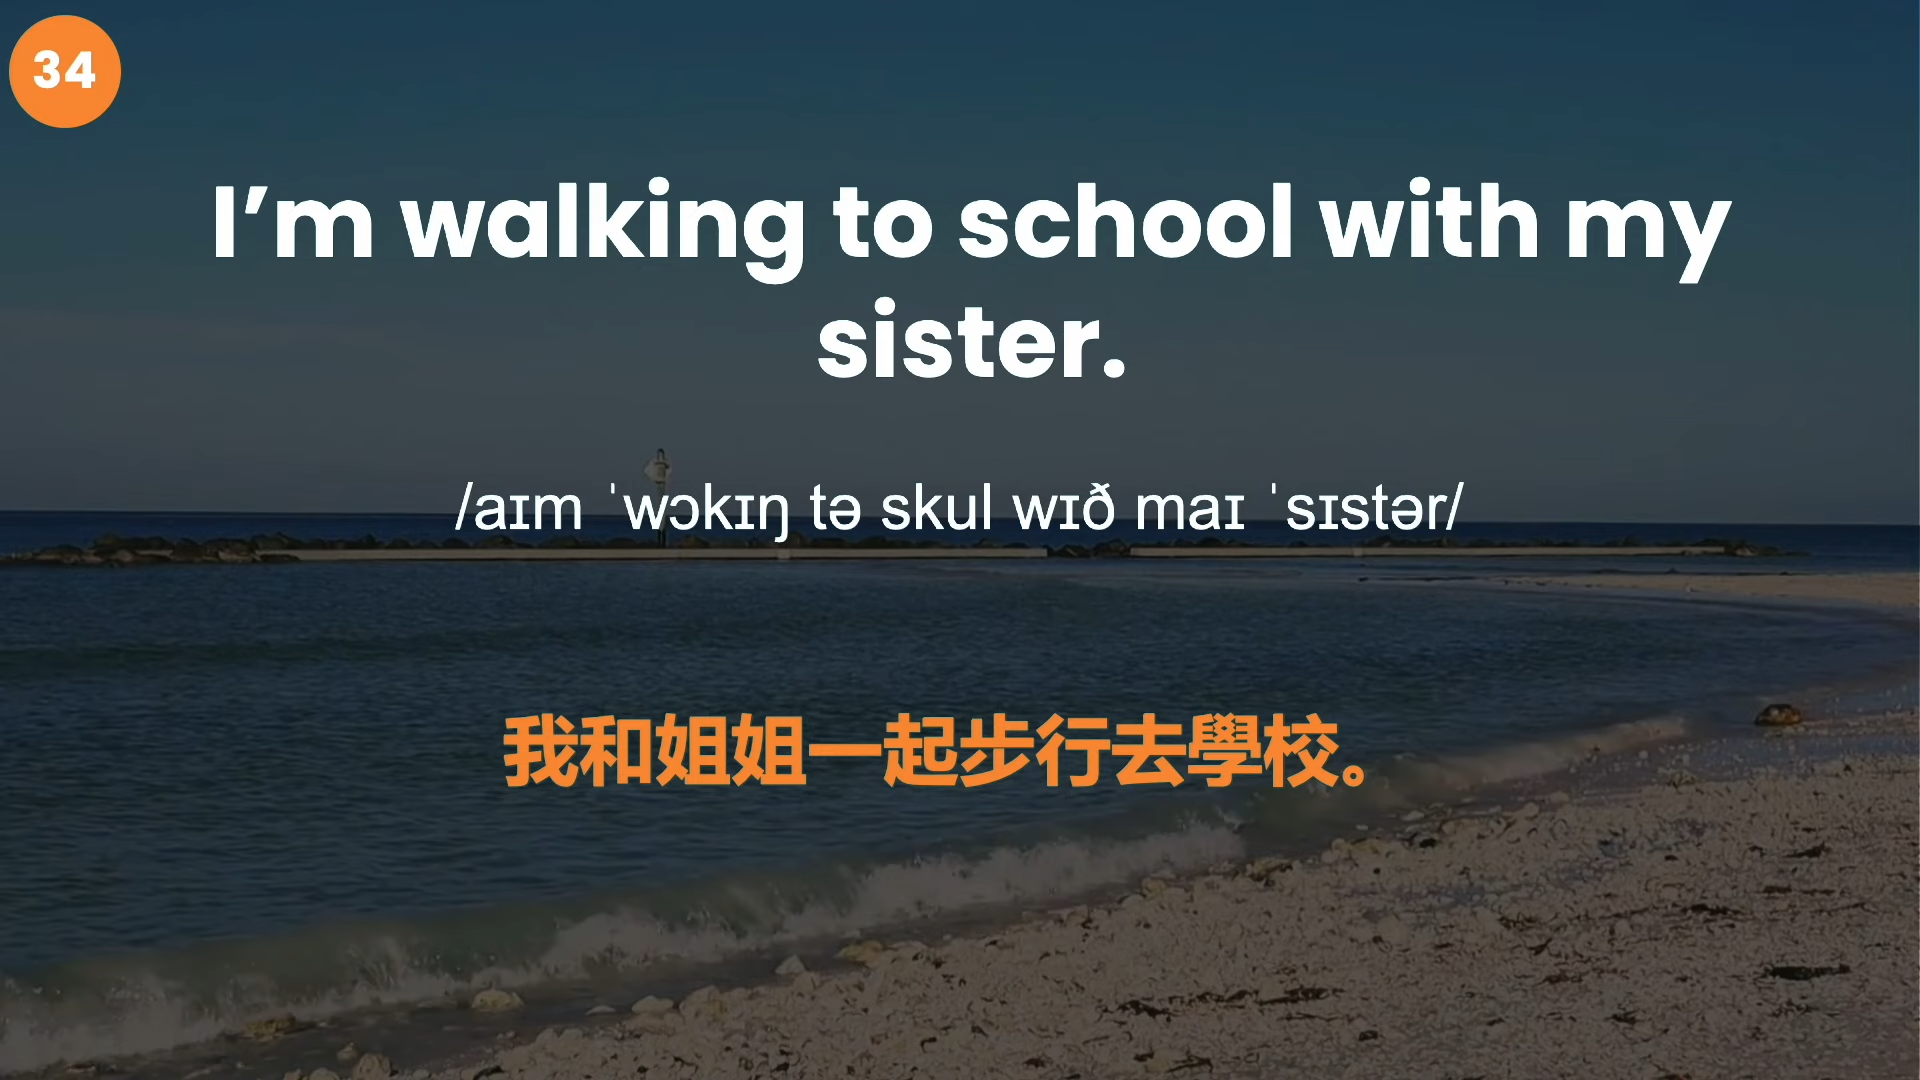 34
I’m walking to school with my
sister.
/aɪm ˈwɔkɪŋ tə skul wɪð maɪ ˈsɪstər/
我和姐姐一起步行去學校。